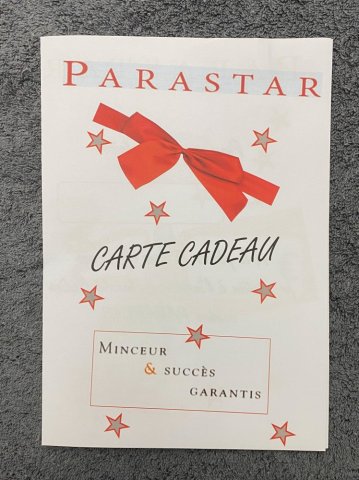 PARASTAR
CARTE CADEAU
MINCEUR
& SUCCÈS
GARANTIS